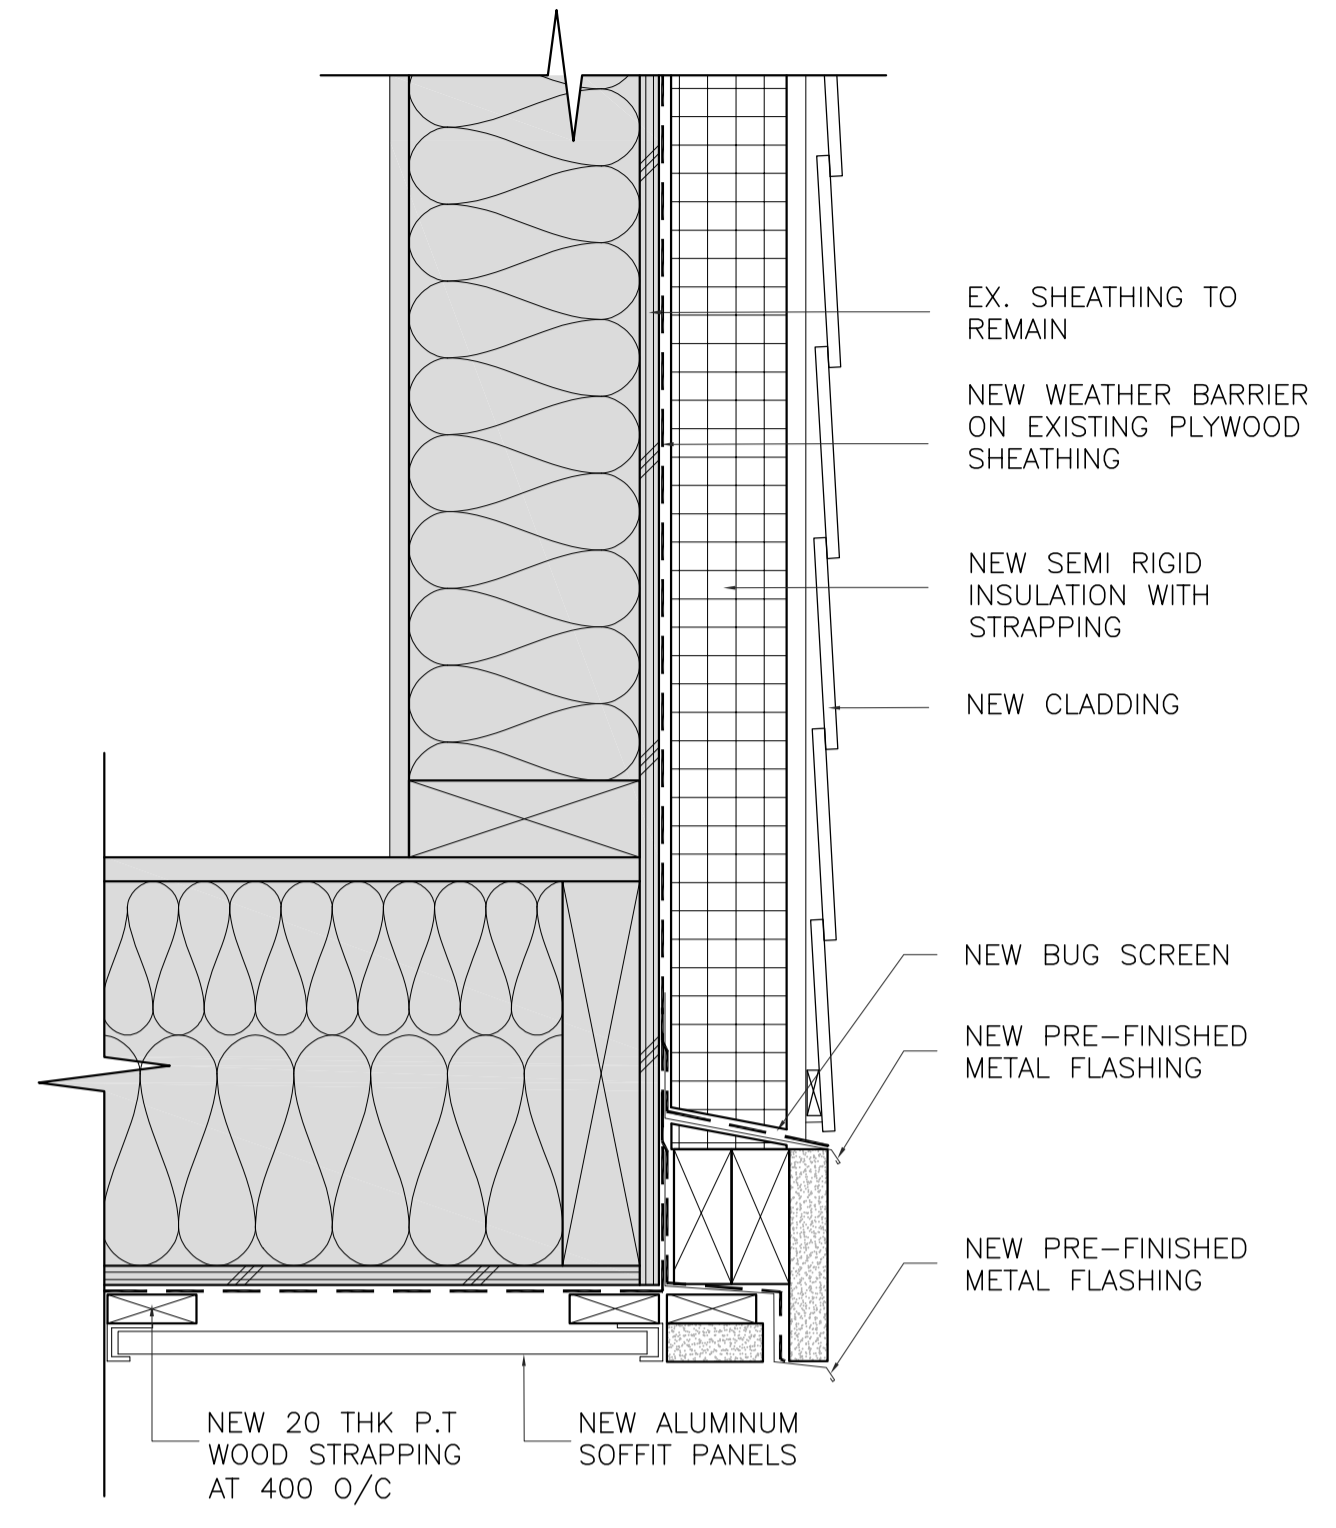 EX. SHEATHING TO
REMAIN
NEW WEATHER BARRIER
ON EXISTING PLYWOOD
SHEATHING
NEW SEMI RIGID
INSULATION WITH
STRAPPING
NEW CLADDING
NEW BUG SCREEN
NEW PRE-FINISHED
METAL FLASHING
NEW PRE-FINISHED
METAL FLASHING
NEW 20 THK P.T
WOOD STRAPPING
AT 400 O/C
NEW ALUMINUM
SOFFIT PANELS